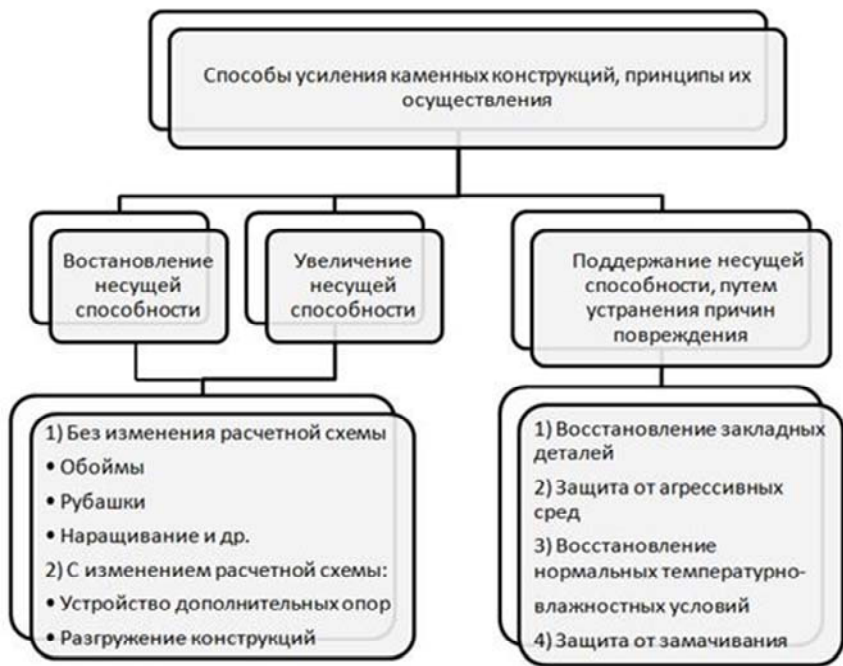 Способы усиления каменных конструкций, принципы их
осуществления
Востановление
несущей
способности
Увеличение
несущей
способности
Поддержание несущей
способности, путем
устранения причин
повреждения
1) Без изменения расчетной схемы
• Обоймы
• Рубашки
• Наращивание и др.
2) С изменением расчетной схемы:
• Устройство дополнительных опор
• Разгружение конструкций
1) Восстановление закладных
деталей
2) Защита от агрессивных
сред
3) Восстановление
нормальных температурно-
влажностных условий
4) Защита от замачивания